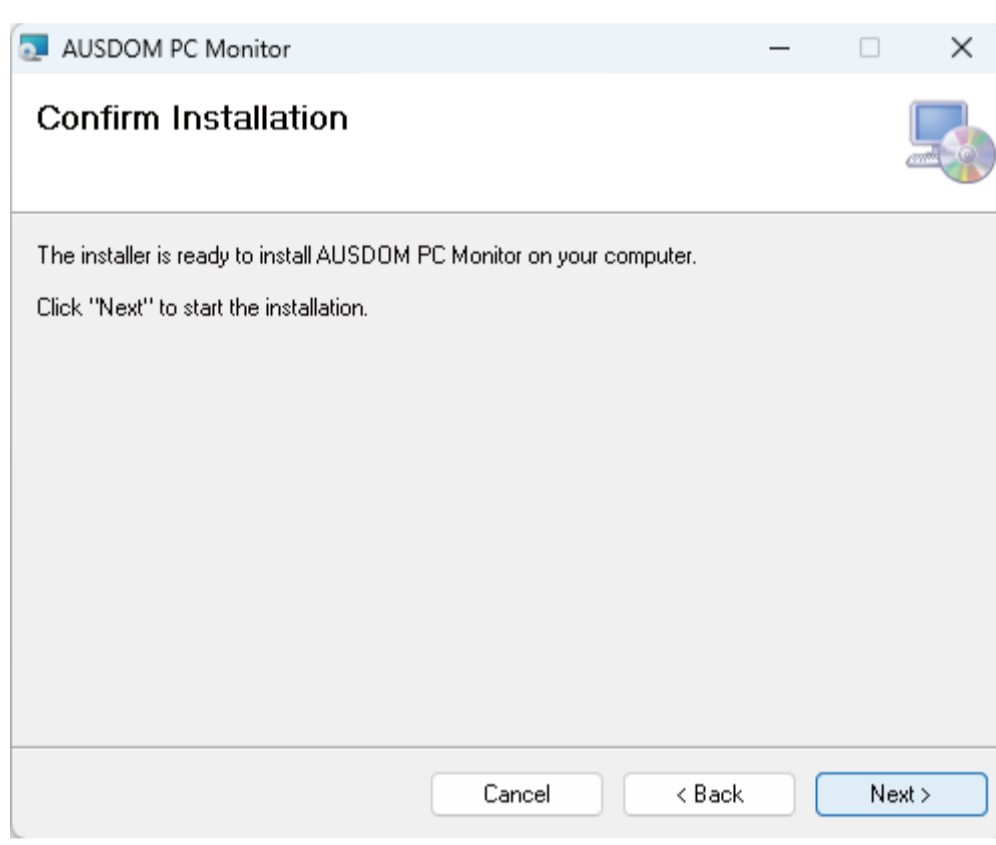 AUSDOM PC Monitor
Confirm Installation
The installer is ready to install AUSDOM PC Monitor on your computer.
Click "Next" to start the installation.
Cancel
< Back
Next >